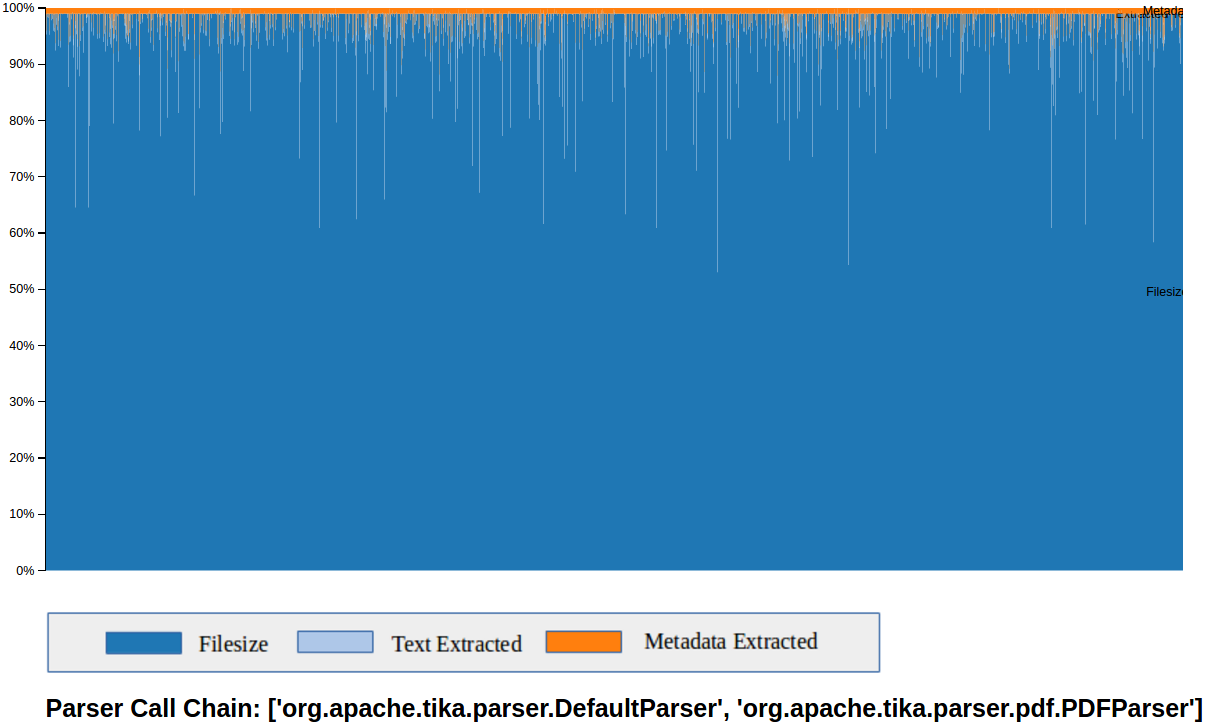 100%
Metada
90%
80%
70%
60%
50%
Filesize
40%
30%
20%
10%
0%
Filesize
Text Extracted
Metadata Extracted
Parser Call Chain: ['org.apache.tika.parser.DefaultParser', 'org.apache.tika.parser.pdf.PDFParser']